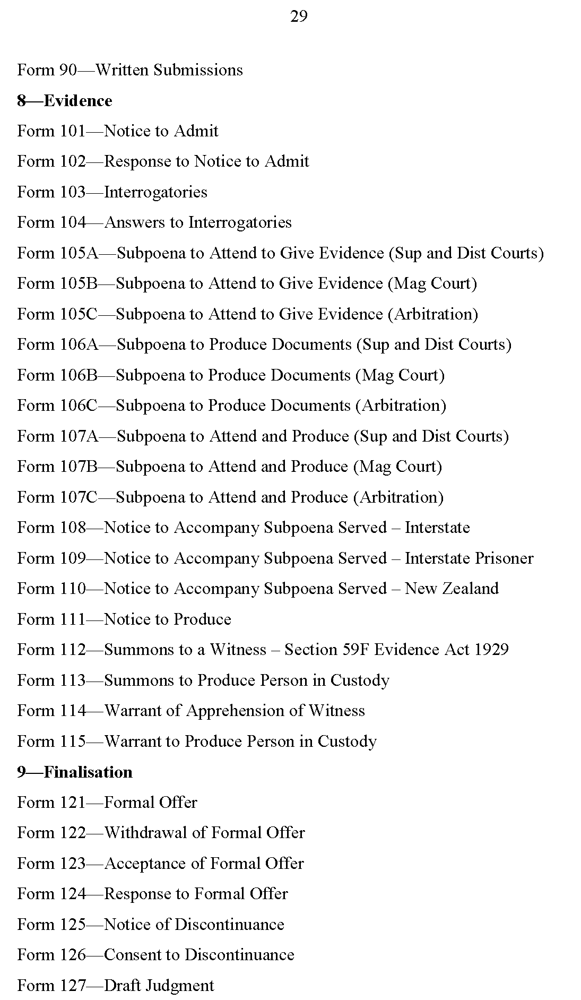 29
Form 90—Written Submissions
8—Evidence
Form 101—Notice to Admit
Form 102—Response to Notice to Admit
Form 103—Interrogatories
Form 104—Answers to Interrogatories
Form 105A—Subpoena to Attend to Give Evidence (Sup and Dist Courts)
Form 105B—Subpoena to Attend to Give Evidence (Mag Court)
Form 105C—Subpoena to Attend to Give Evidence (Arbitration)
Form 106A—Subpoena to Produce Documents (Sup and Dist Courts)
Form 106B—Subpoena to Produce Documents (Mag Court)
Form 106C—Subpoena to Produce Documents (Arbitration)
Form 107A—Subpoena to Attend and Produce (Sup and Dist Courts)
Form 107B—Subpoena to Attend and Produce (Mag Court)
Form 107C—Subpoena to Attend and Produce (Arbitration)
Form 108—Notice to Accompany Subpoena Served – Interstate
Form 109—Notice to Accompany Subpoena Served – Interstate Prisoner
Form 110—Notice to Accompany Subpoena Served – New Zealand
Form 111—Notice to Produce
Form 112—Summons to a Witness – Section 59F Evidence Act 1929
Form 113—Summons to Produce Person in Custody
Form 114—Warrant of Apprehension of Witness
Form 115—Warrant to Produce Person in Custody
9—Finalisation
Form 121—Formal Offer
Form 122—Withdrawal of Formal Offer
Form 123—Acceptance of Formal Offer
Form 124—Response to Formal Offer
Form 125—Notice of Discontinuance
Form 126—Consent to Discontinuance
Form 127—Draft Judgment